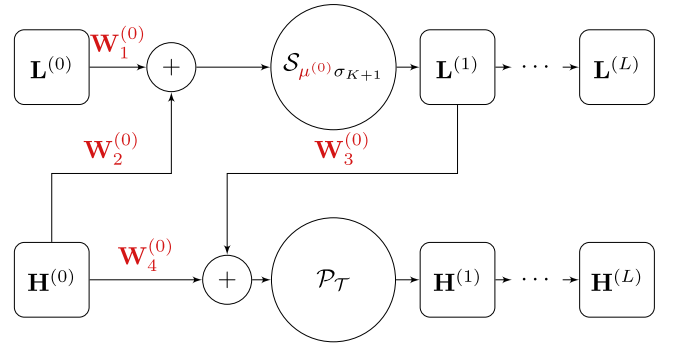 L^(0) W_1^(0) + S_{μ^(0) σ_{K+1}} L^(1) ··· L^(L)
W_2^(0) W_3^(0)
H^(0) W_4^(0) + P_T H^(1) ··· H^(L)